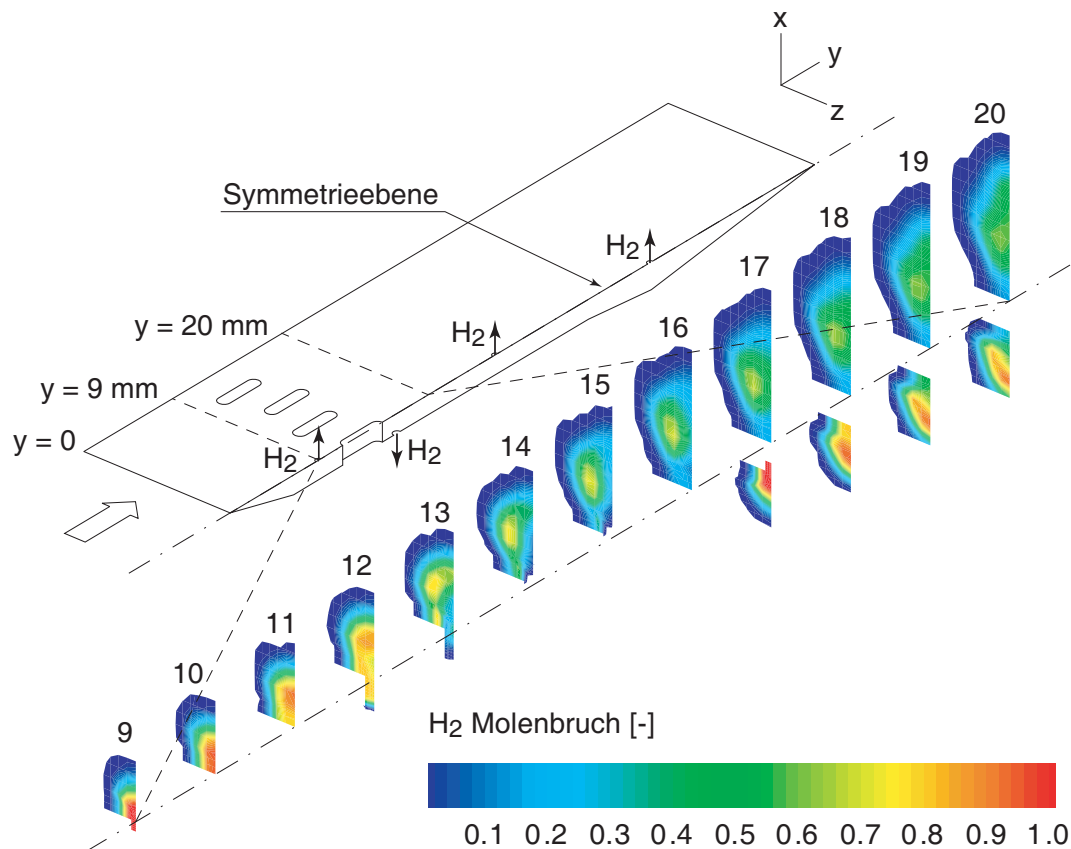 x
y
z
20
19
18
17
16
15
14
13
12
11
10
9
Symmetrieebene
H2
H2
H2
H2
y = 20 mm
y = 9 mm
y = 0
H2 Molenbruch [-]
0.1 0.2 0.3 0.4 0.5 0.6 0.7 0.8 0.9 1.0